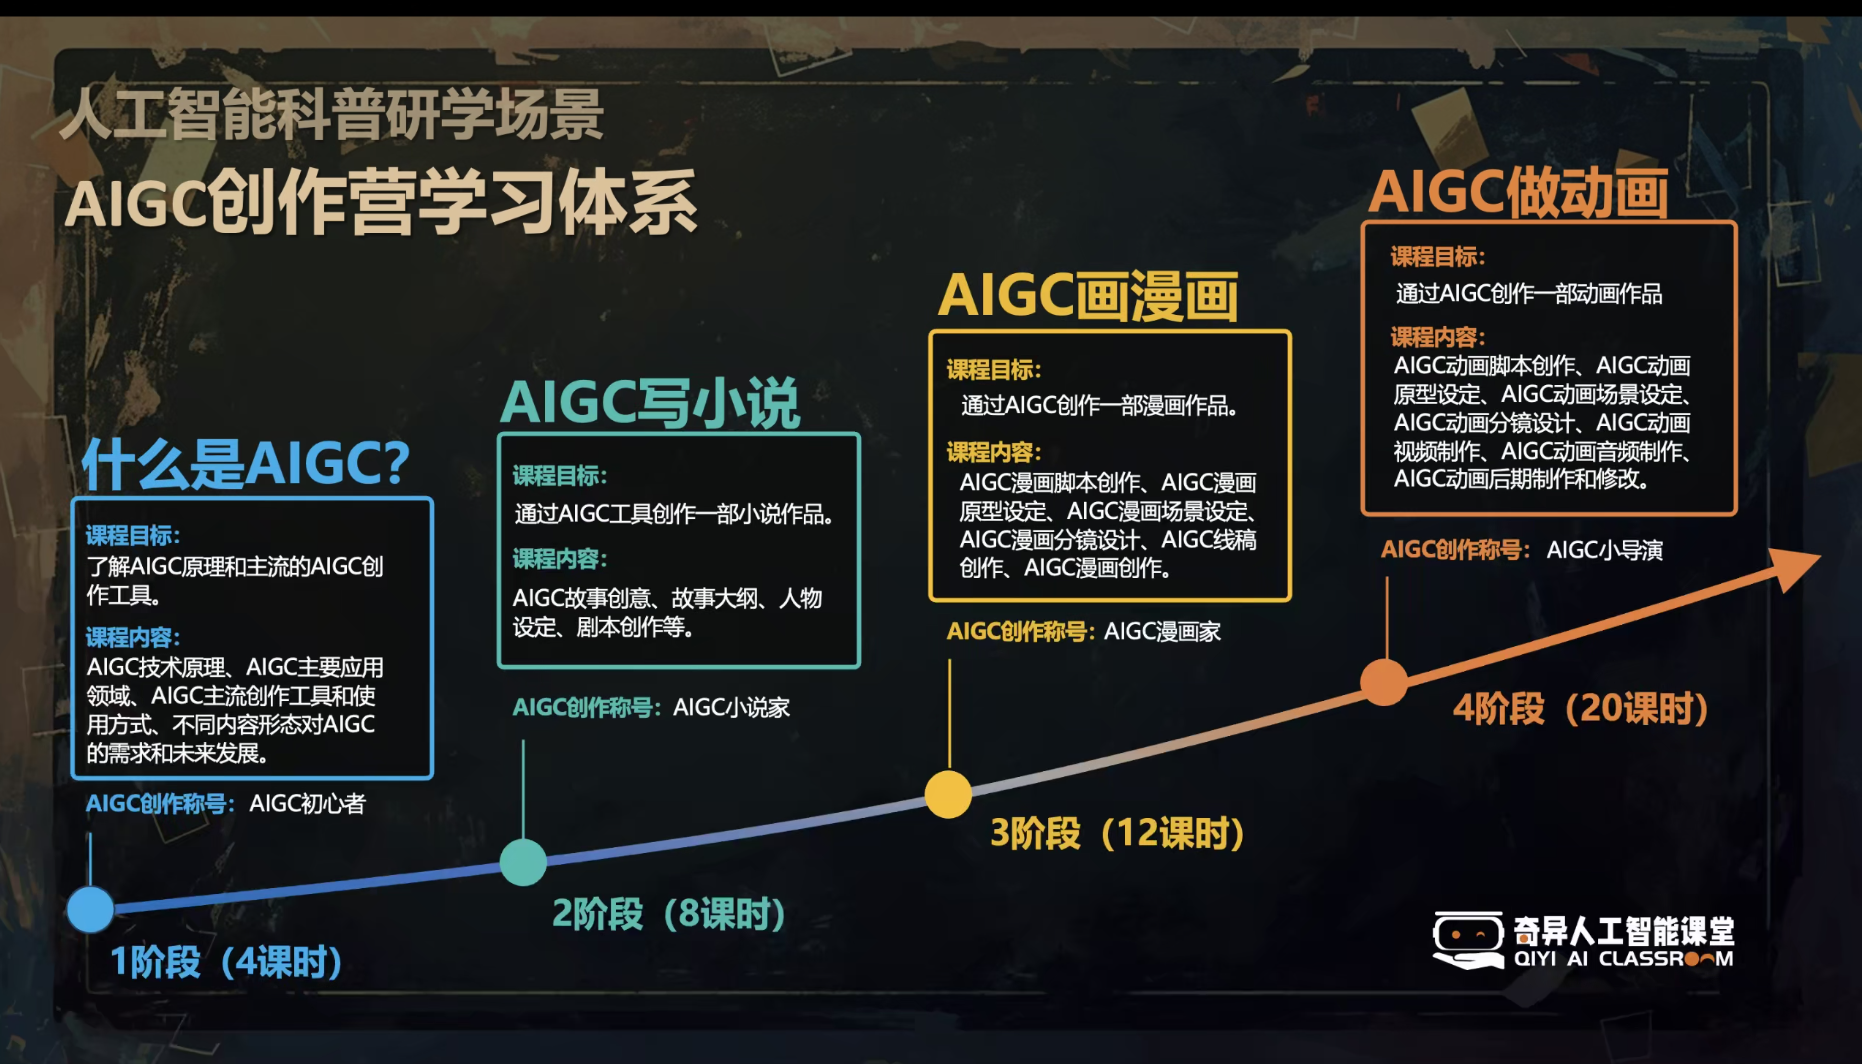 人工智能科普研学场景
AIGC创作营学习体系
什么是AIGC?
课程目标：
了解AIGC原理和主流的AIGC创
作工具。
课程内容：
AIGC技术原理、AIGC主要应用
领域、AIGC主流创作工具和使
用方式、不同内容形态对AIGC
的需求和未来发展。
AIGC创作称号：AIGC初心者
1阶段（4课时）
AIGC写小说
课程目标：
通过AIGC工具创作一部小说作品。
课程内容：
AIGC故事创意、故事大纲、人物
设定、剧本创作等。
AIGC创作称号：AIGC小说家
2阶段（8课时）
AIGC画漫画
课程目标：
通过AIGC创作一部漫画作品。
课程内容：
AIGC漫画脚本创作、AIGC漫画
原型设定、AIGC漫画场景设定、
AIGC漫画分镜设计、AIGC线稿
创作、AIGC漫画创作。
AIGC创作称号：AIGC漫画家
3阶段（12课时）
AIGC做动画
课程目标：
通过AIGC创作一部动画作品
课程内容：
AIGC动画脚本创作、AIGC动画
原型设定、AIGC动画场景设定、
AIGC动画分镜设计、AIGC动画
视频制作、AIGC动画音频制作、
AIGC动画后期制作和修改。
AIGC创作称号：AIGC小导演
4阶段（20课时）
奇异人工智能课堂
QIYI AI CLASSROOM